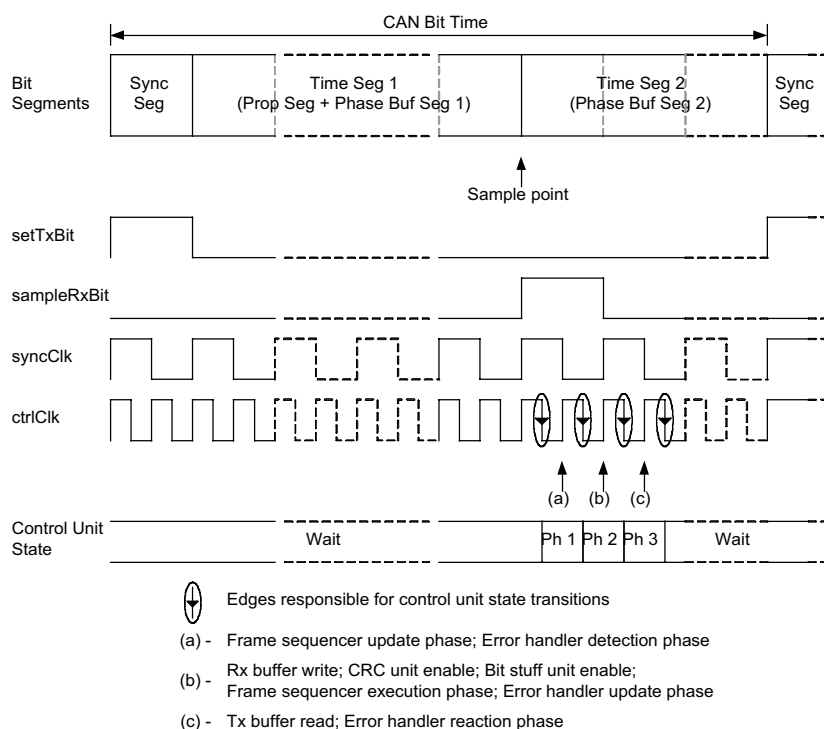 CAN Bit Time
Bit
Segments
Sync
Seg
Time Seg 1
(Prop Seg + Phase Buf Seg 1)
Time Seg 2
(Phase Buf Seg 2)
Sync
Seg
Sample point
setTxBit
sampleRxBit
syncClk
ctrlClk
(a)
(b)
(c)
Control Unit
State
Wait
Ph 1
Ph 2
Ph 3
Wait
Edges responsible for control unit state transitions
(a) - Frame sequencer update phase; Error handler detection phase
(b) - Rx buffer write; CRC unit enable; Bit stuff unit enable;
Frame sequencer execution phase; Error handler update phase
(c) - Tx buffer read; Error handler reaction phase